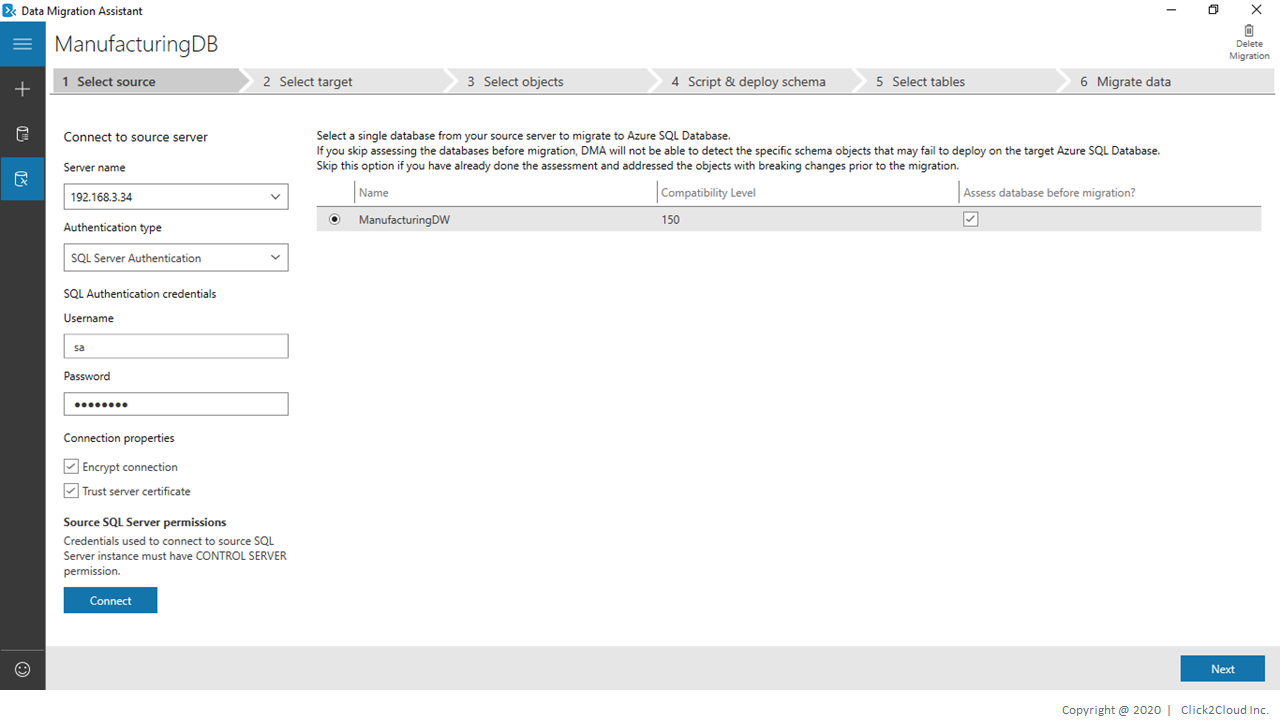 Data Migration Assistant
ManufacturingDB
Delete
Migration
1 Select source
2 Select target
3 Select objects
4 Script & deploy schema
5 Select tables
6 Migrate data
Connect to source server
Server name
192.168.3.34
Authentication type
SQL Server Authentication
SQL Authentication credentials
Username
sa
Password
●●●●●●●●
Connection properties
Encrypt connection
Trust server certificate
Source SQL Server permissions
Credentials used to connect to source SQL
Server instance must have CONTROL SERVER
permission.
Connect
Select a single database from your source server to migrate to Azure SQL Database.
If you skip assessing the databases before migration, DMA will not be able to detect the specific schema objects that may fail to deploy on the target Azure SQL Database.
Skip this option if you have already done the assessment and addressed the objects with breaking changes prior to the migration.
Name Compatibility Level Assess database before migration?
ManufacturingDW 150
Next
Copyright @ 2020 | Click2Cloud Inc.